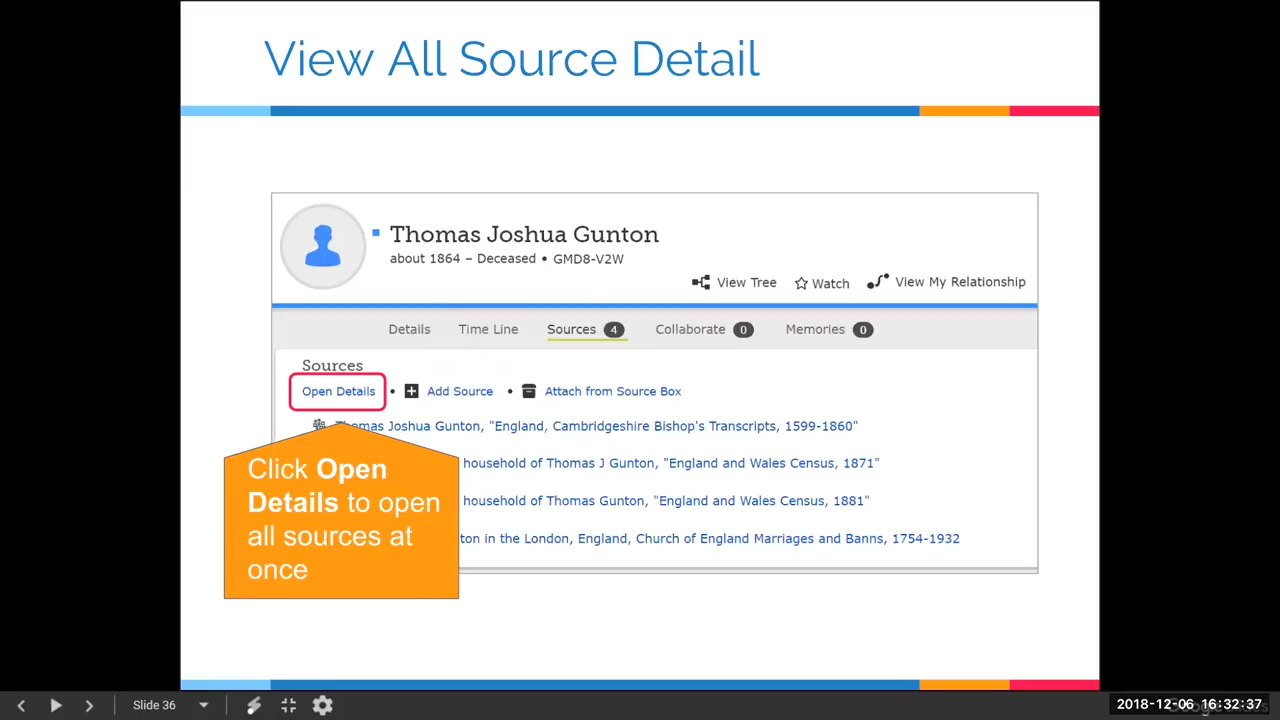 View All Source Detail
Thomas Joshua Gunton
about 1864 – Deceased • GMD8-V2W
View Tree Watch View My Relationship
Details Time Line Sources 4 Collaborate 0 Memories 0
Sources
Open Details • Add Source • Attach from Source Box
Thomas Joshua Gunton, "England, Cambridgeshire Bishop's Transcripts, 1599-1860"
household of Thomas J Gunton, "England and Wales Census, 1871"
household of Thomas Gunton, "England and Wales Census, 1881"
ton in the London, England, Church of England Marriages and Banns, 1754-1932
Click Open
Details to open
all sources at
once
Slide 36
2018-12-06 16:32:37